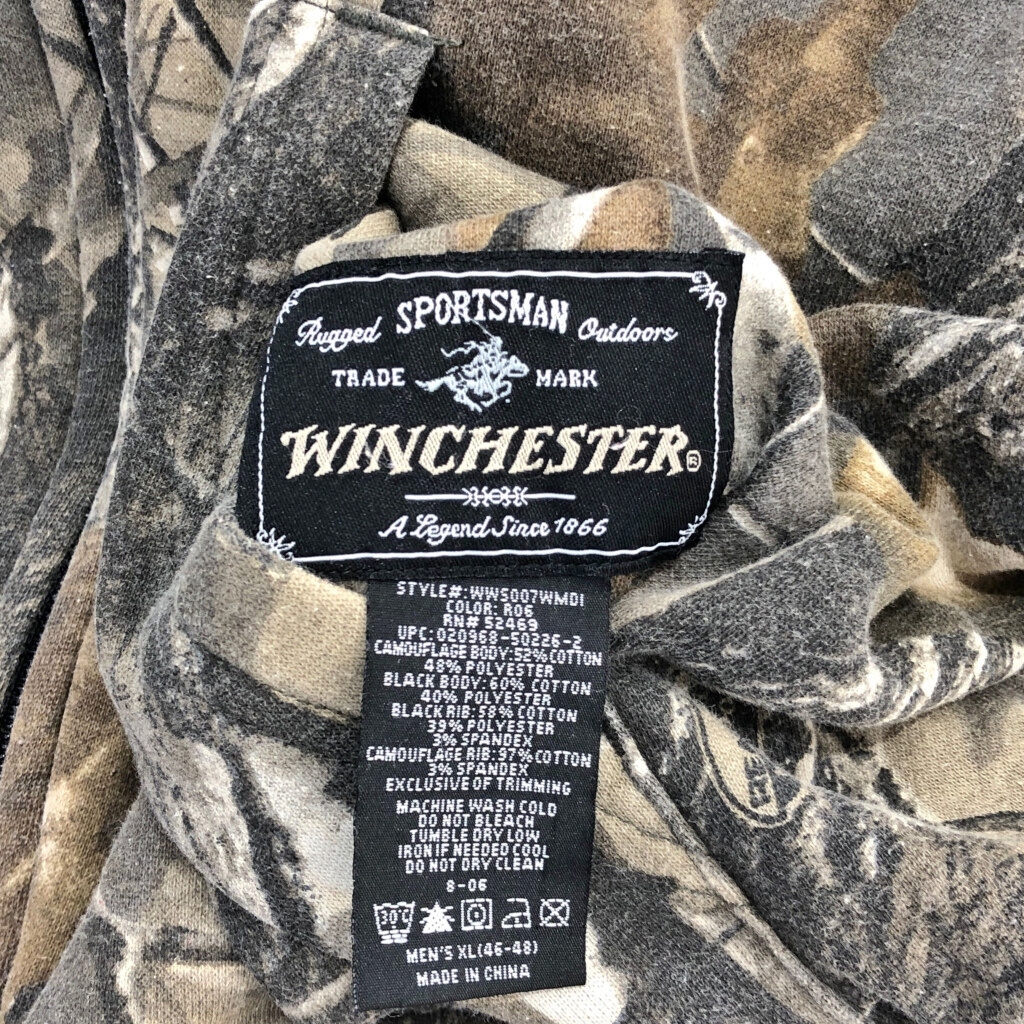 Rugged SPORTSMAN Outdoors
TRADE MARK
WINCHESTER®
A Legend Since 1866
STYLE#: WWS007WMDI
COLOR: R06
RN# 52469
UPC: 020968-50226-2
CAMOUFLAGE BODY: 52% COTTON
48% POLYESTER
BLACK BODY: 60% COTTON
40% POLYESTER
BLACK RIB: 58% COTTON
39% POLYESTER
3% SPANDEX
CAMOUFLAGE RIB: 97% COTTON
3% SPANDEX
EXCLUSIVE OF TRIMMING
MACHINE WASH COLD
DO NOT BLEACH
TUMBLE DRY LOW
IRON IF NEEDED COOL
DO NOT DRY CLEAN
8-06
30°C
MEN'S XL(46-48)
MADE IN CHINA